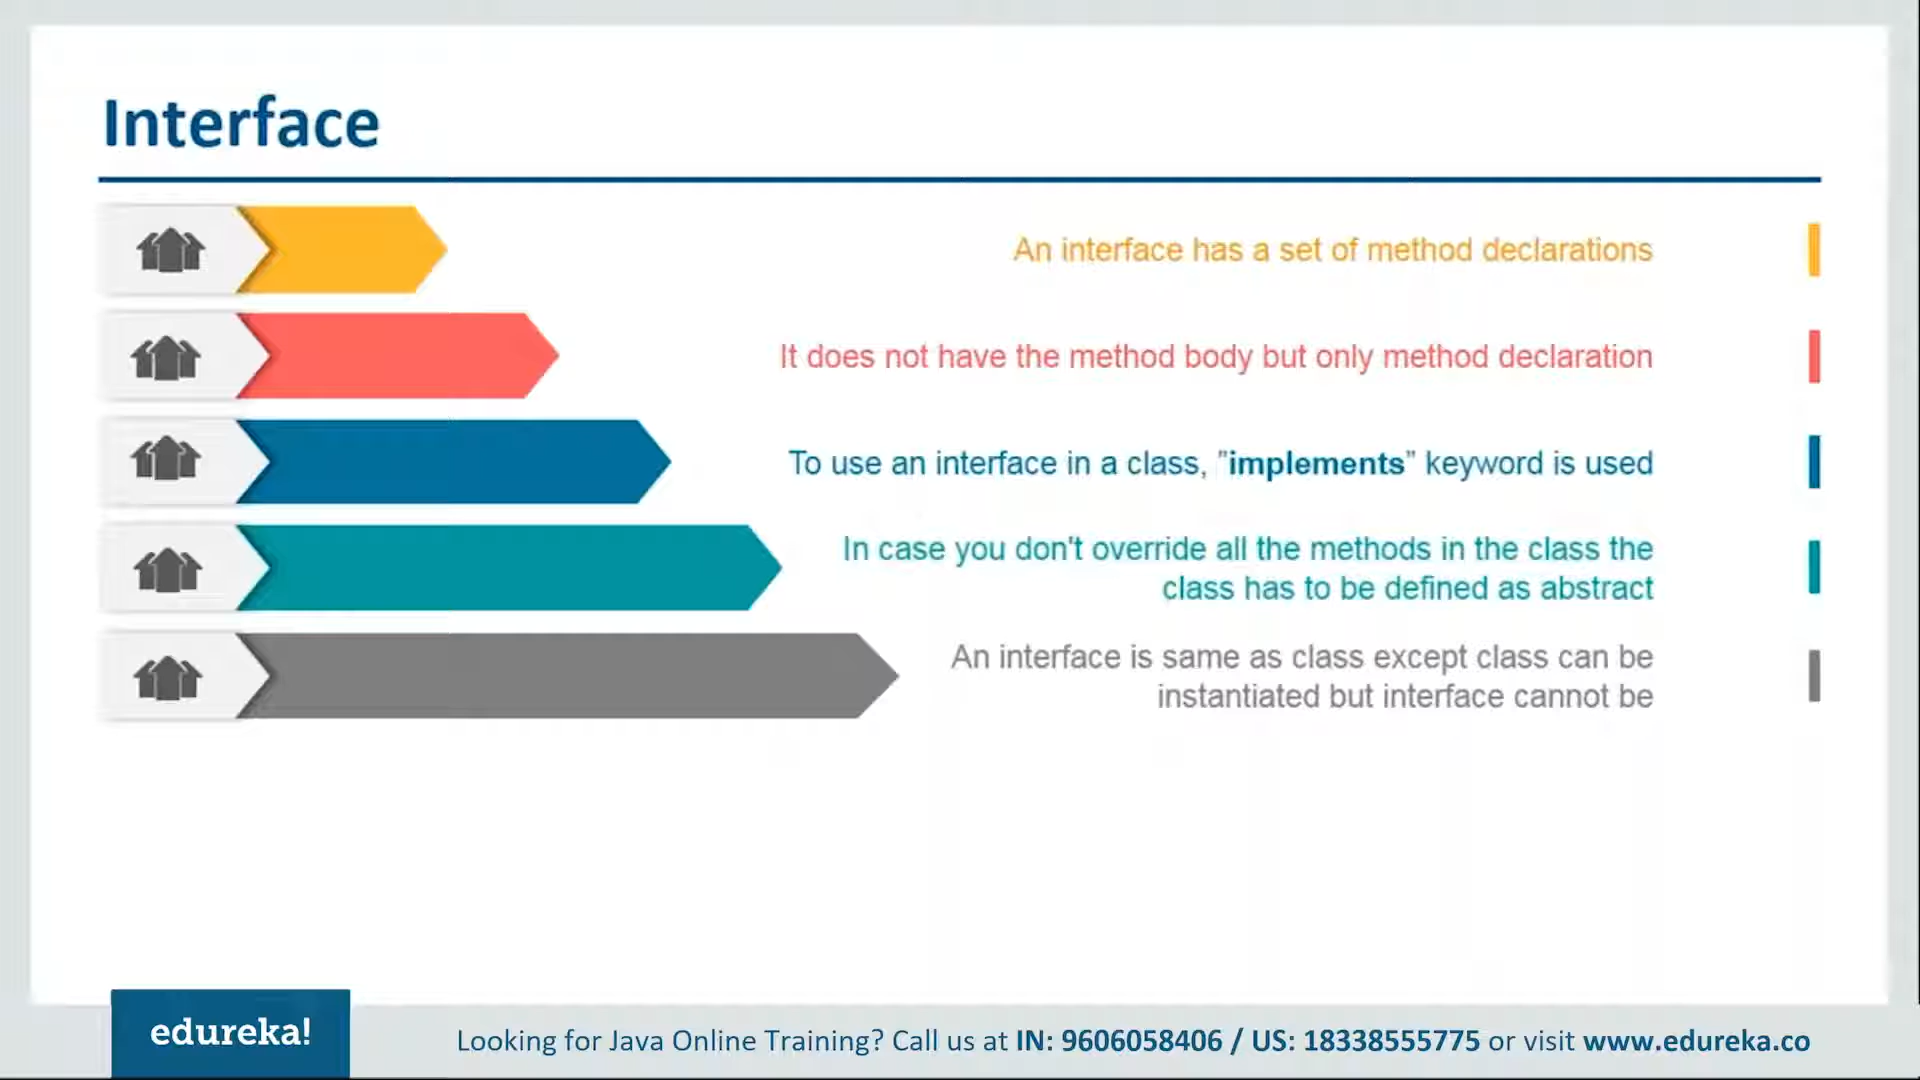 Interface
An interface has a set of method declarations
It does not have the method body but only method declaration
To use an interface in a class, "implements" keyword is used
In case you don't override all the methods in the class the
class has to be defined as abstract
An interface is same as class except class can be
instantiated but interface cannot be
edureka!
Looking for Java Online Training? Call us at IN: 9606058406 / US: 18338555775 or visit www.edureka.co